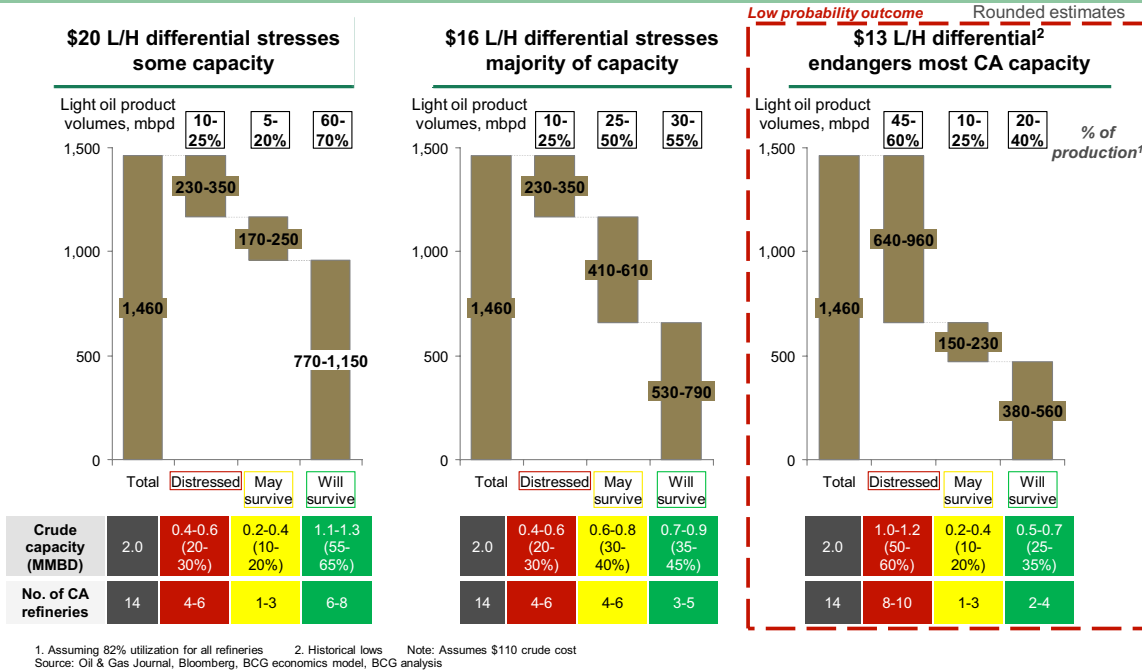 Low probability outcome
Rounded estimates
$20 L/H differential stresses
some capacity
Light oil product
volumes, mbpd
10-
25%
5-
20%
60-
70%
1,500
1,000
500
0
1,460
230-350
170-250
770-1,150
Total
Distressed
May
survive
Will
survive
$16 L/H differential stresses
majority of capacity
Light oil product
volumes, mbpd
10-
25%
25-
50%
30-
55%
1,500
1,000
500
0
1,460
230-350
410-610
530-790
Total
Distressed
May
survive
Will
survive
$13 L/H differential2
endangers most CA capacity
Light oil product
volumes, mbpd
45-
60%
10-
25%
20-
40%
% of
production1
1,500
1,000
500
0
1,460
640-960
150-230
380-560
Total
Distressed
May
survive
Will
survive
Crude
capacity
(MMBD)
2.0
0.4-0.6
(20-
30%)
0.2-0.4
(10-
20%)
1.1-1.3
(55-
65%)
2.0
0.4-0.6
(20-
30%)
0.6-0.8
(30-
40%)
0.7-0.9
(35-
45%)
2.0
1.0-1.2
(50-
60%)
0.2-0.4
(10-
20%)
0.5-0.7
(25-
35%)
No. of CA
refineries
14
4-6
1-3
6-8
14
4-6
4-6
3-5
14
8-10
1-3
2-4
1. Assuming 82% utilization for all refineries 2. Historical lows Note: Assumes $110 crude cost
Source: Oil & Gas Journal, Bloomberg, BCG economics model, BCG analysis